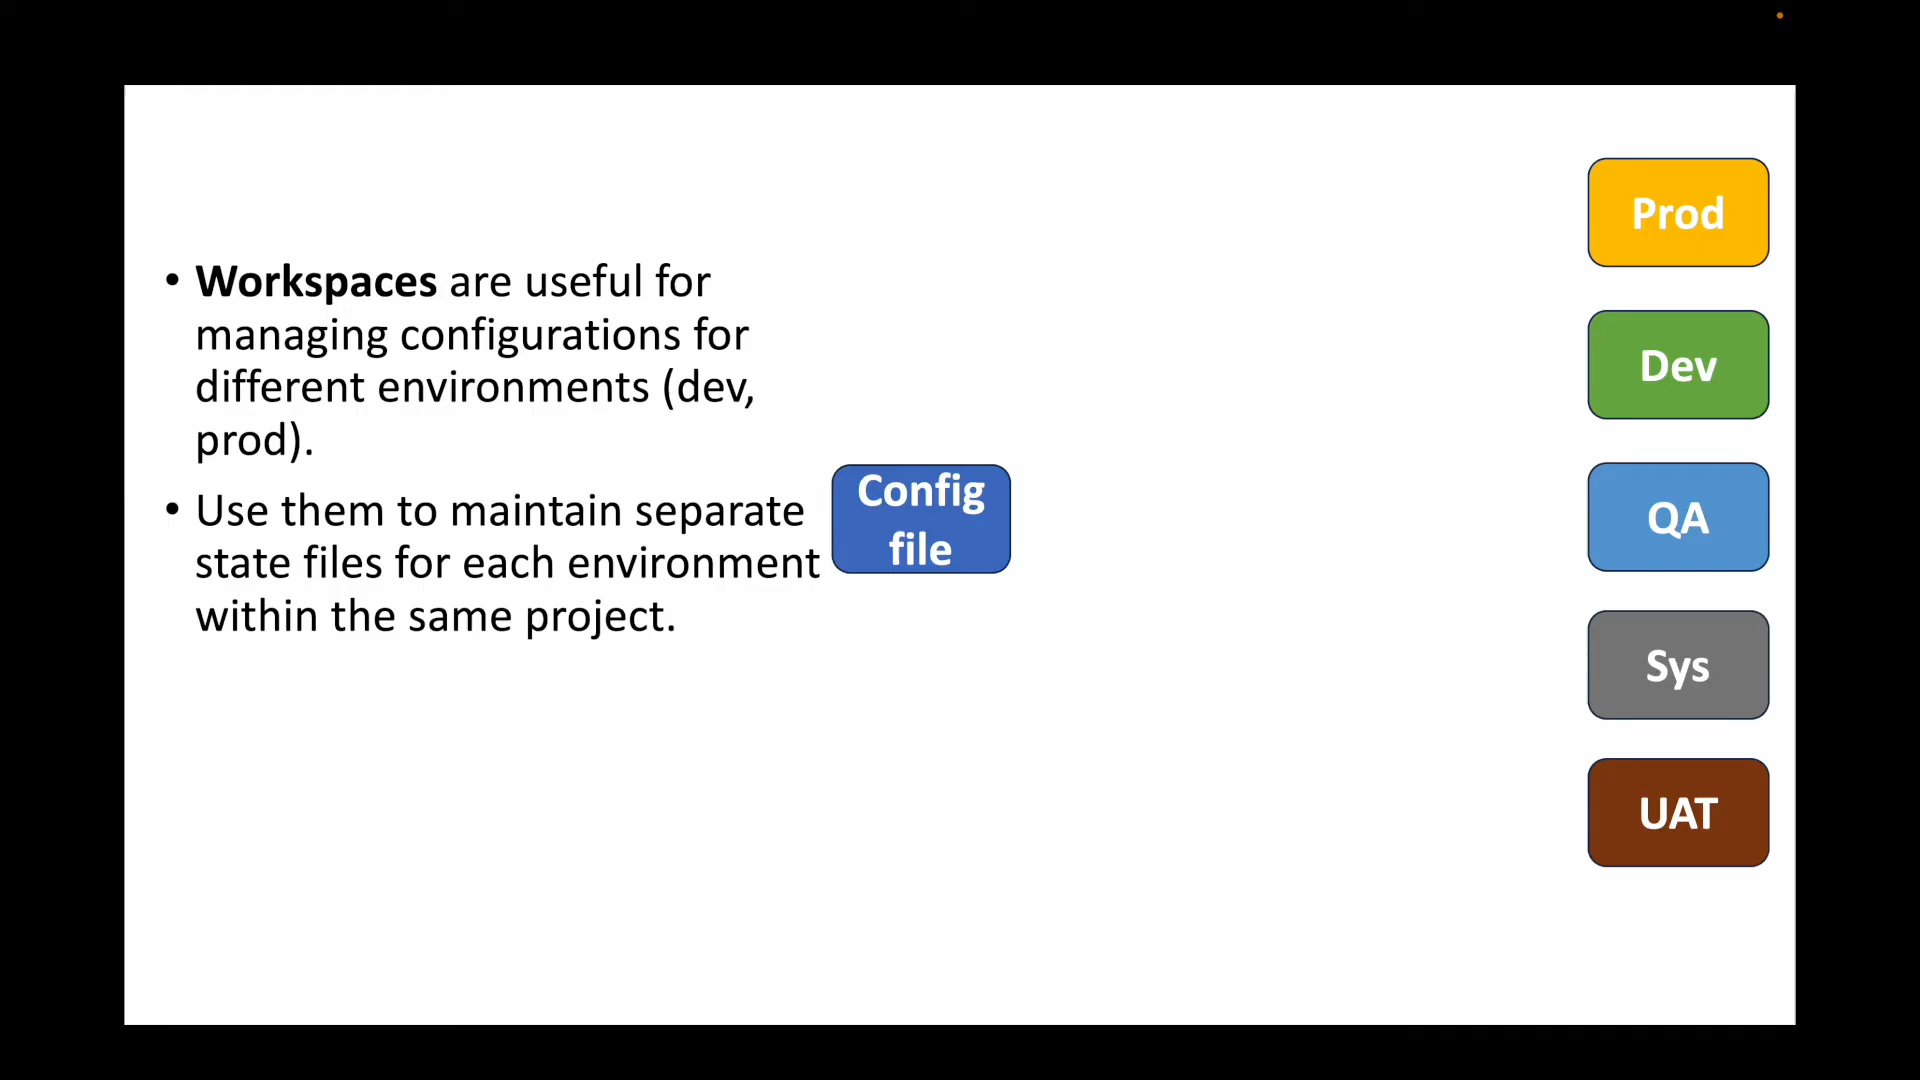 • Workspaces are useful for
managing configurations for
different environments (dev,
prod).
• Use them to maintain separate
state files for each environment
within the same project.
Config
file
Prod
Dev
QA
Sys
UAT